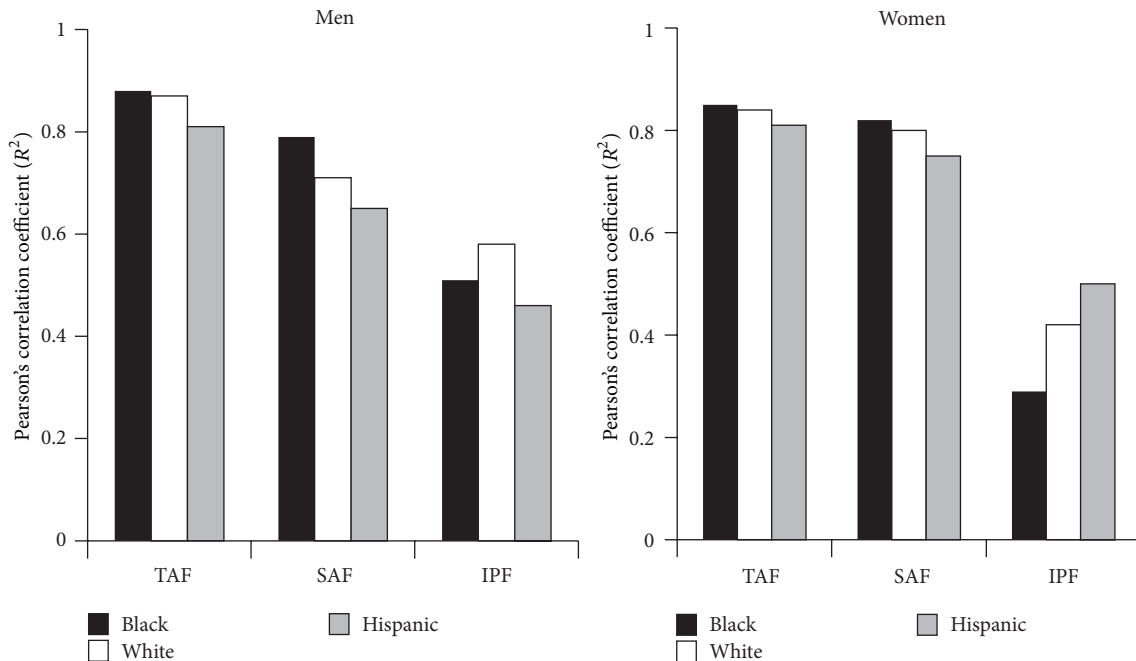 Men
Pearson's correlation coefficient (R²)
1
0.8
0.6
0.4
0.2
0
TAF SAF IPF
Black Hispanic
White
Women
Pearson's correlation coefficient (R²)
1
0.8
0.6
0.4
0.2
0
TAF SAF IPF
Black Hispanic
White